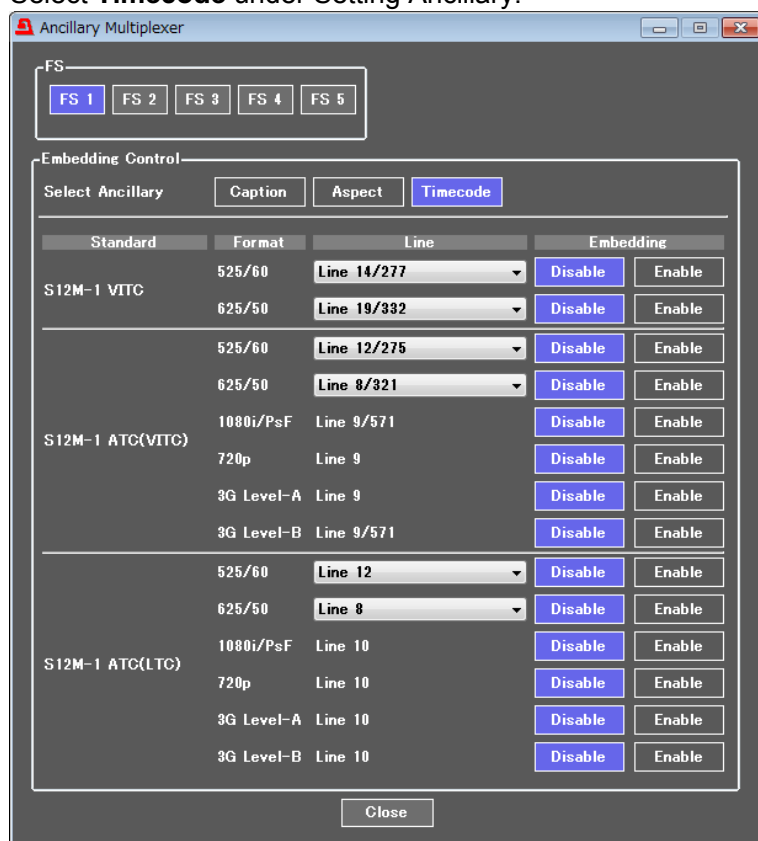 Select Timecode under Setting Ancillary.
Ancillary Multiplexer
FS
FS 1 FS 2 FS 3 FS 4 FS 5
Embedding Control
Select Ancillary Caption Aspect Timecode
Standard Format Line Embedding
525/60 Line 14/277 Disable Enable
S12M-1 VITC
625/50 Line 19/332 Disable Enable
525/60 Line 12/275 Disable Enable
625/50 Line 8/321 Disable Enable
1080i/PsF Line 9/571 Disable Enable
S12M-1 ATC(VITC)
720p Line 9 Disable Enable
3G Level-A Line 9 Disable Enable
3G Level-B Line 9/571 Disable Enable
525/60 Line 12 Disable Enable
625/50 Line 8 Disable Enable
1080i/PsF Line 10 Disable Enable
S12M-1 ATC(LTC)
720p Line 10 Disable Enable
3G Level-A Line 10 Disable Enable
3G Level-B Line 10 Disable Enable
Close